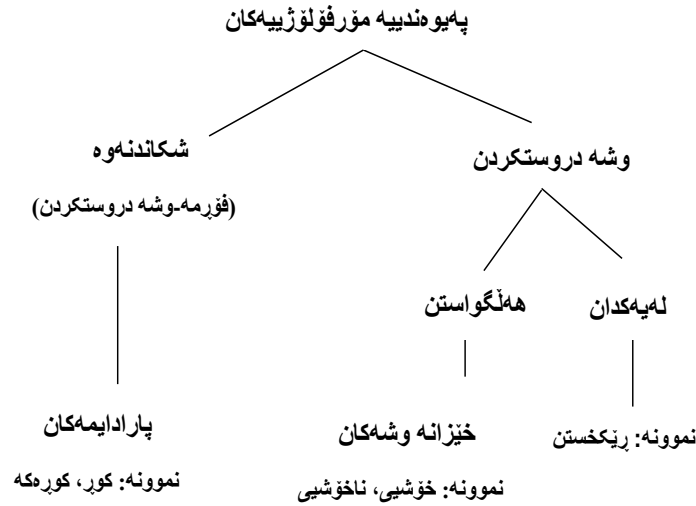 پەیوەندییە مۆرفۆلۆژییەکان
وشە دروستکردن
شکاندنەوە
(فۆڕمە-وشە دروستکردن)
لەیەکدان
هەڵگواستن
پارادایمەکان
خێزانە وشەکان
نموونە: ڕێکخستن
نموونە: کوڕ، کوڕەکە
نموونە: خۆشیی، ناخۆشیی